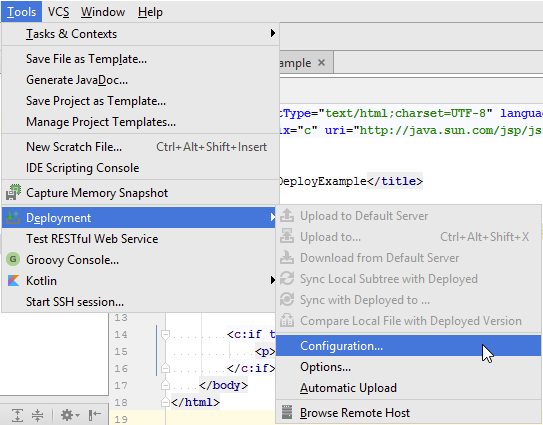 Tools VCS Window Help
Tasks & Contexts
Save File as Template...
Generate JavaDoc...
Save Project as Template...
Manage Project Templates...
New Scratch File... Ctrl+Alt+Shift+Insert
IDE Scripting Console
Capture Memory Snapshot
Deployment
Test RESTful Web Service
Groovy Console...
Kotlin
Start SSH session...
ample ×
tType="text/html;charset=UTF-8" languag
ix="c" uri="http://java.sun.com/jsp/js
DeployExample</title>
Upload to Default Server
Upload to... Ctrl+Alt+Shift+X
Download from Default Server
Sync Local Subtree with Deployed
Sync with Deployed to ...
Compare Local File with Deployed Version
Configuration...
Options...
Automatic Upload
Browse Remote Host
13
14 <c:if t
15 <p>
16 </c:if>
17 </body>
18 </html>
19